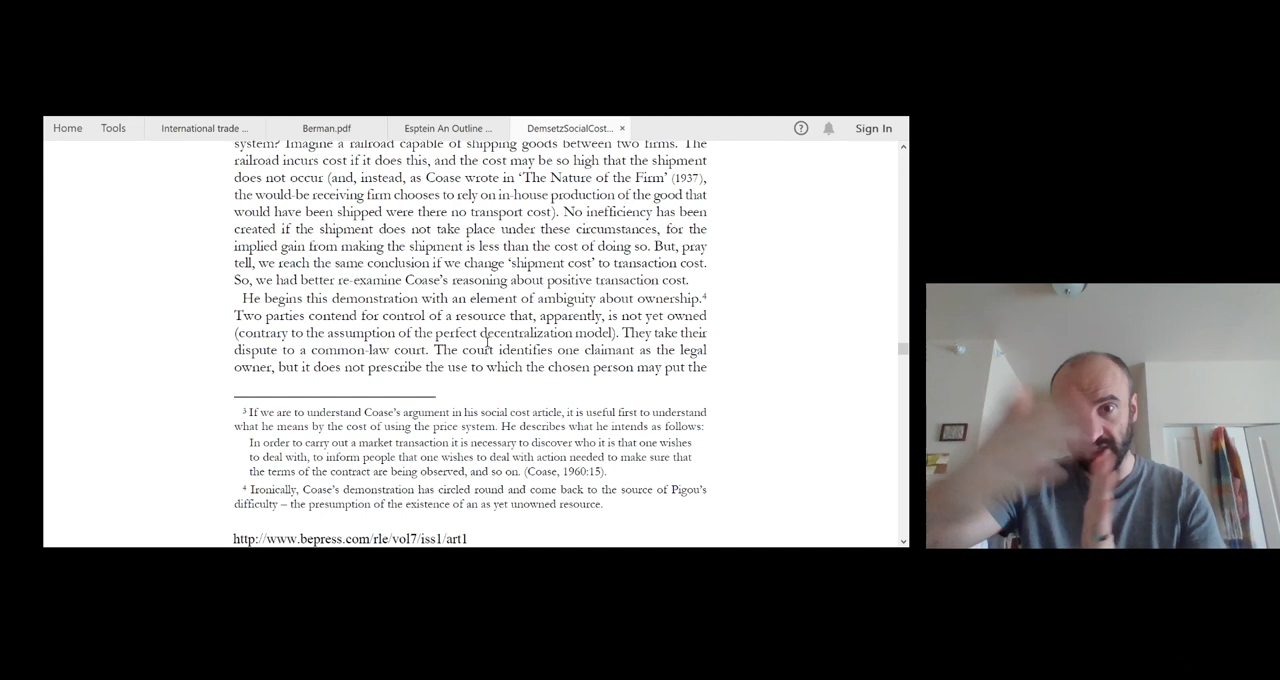 Home Tools International trade ... Berman.pdf Esptein An Outline ... DemsetzSocialCost... × Sign In
system? Imagine a railroad capable of shipping goods between two firms. The
railroad incurs cost if it does this, and the cost may be so high that the shipment
does not occur (and, instead, as Coase wrote in ‘The Nature of the Firm’ (1937),
the would-be receiving firm chooses to rely on in-house production of the good that
would have been shipped were there no transport cost). No inefficiency has been
created if the shipment does not take place under these circumstances, for the
implied gain from making the shipment is less than the cost of doing so. But, pray
tell, we reach the same conclusion if we change ‘shipment cost’ to transaction cost.
So, we had better re-examine Coase’s reasoning about positive transaction cost.
He begins this demonstration with an element of ambiguity about ownership.⁴
Two parties contend for control of a resource that, apparently, is not yet owned
(contrary to the assumption of the perfect decentralization model). They take their
dispute to a common-law court. The court identifies one claimant as the legal
owner, but it does not prescribe the use to which the chosen person may put the
³ If we are to understand Coase’s argument in his social cost article, it is useful first to understand
what he means by the cost of using the price system. He describes what he intends as follows:
In order to carry out a market transaction it is necessary to discover who it is that one wishes
to deal with, to inform people that one wishes to deal with action needed to make sure that
the terms of the contract are being observed, and so on. (Coase, 1960:15).
⁴ Ironically, Coase’s demonstration has circled round and come back to the source of Pigou’s
difficulty – the presumption of the existence of an as yet unowned resource.
http://www.bepress.com/rle/vol7/iss1/art1